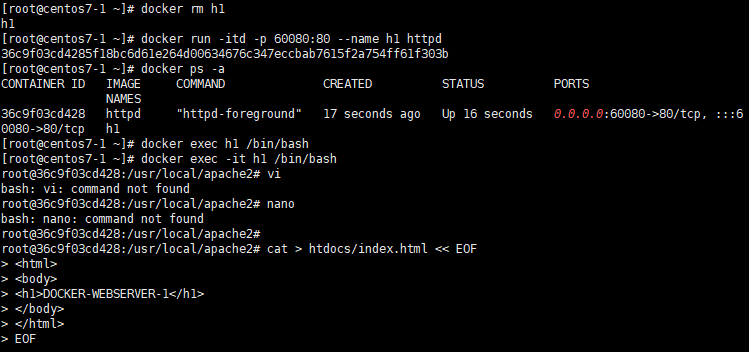 [root@centos7-1 ~]# docker rm h1
h1
[root@centos7-1 ~]# docker run -itd -p 60080:80 --name h1 httpd
36c9f03cd4285f18bc6d61e264d00634676c347eccbab7615f2a754ff61f303b
[root@centos7-1 ~]# docker ps -a
CONTAINER ID   IMAGE     COMMAND              CREATED          STATUS          PORTS
               NAMES
36c9f03cd428   httpd     "httpd-foreground"   17 seconds ago   Up 16 seconds   0.0.0.0:60080->80/tcp, :::6
0080->80/tcp   h1
[root@centos7-1 ~]# docker exec h1 /bin/bash
[root@centos7-1 ~]# docker exec -it h1 /bin/bash
root@36c9f03cd428:/usr/local/apache2# vi
bash: vi: command not found
root@36c9f03cd428:/usr/local/apache2# nano
bash: nano: command not found
root@36c9f03cd428:/usr/local/apache2#
root@36c9f03cd428:/usr/local/apache2# cat > htdocs/index.html << EOF
> <html>
> <body>
> <h1>DOCKER-WEBSERVER-1</h1>
> </body>
> </html>
> EOF